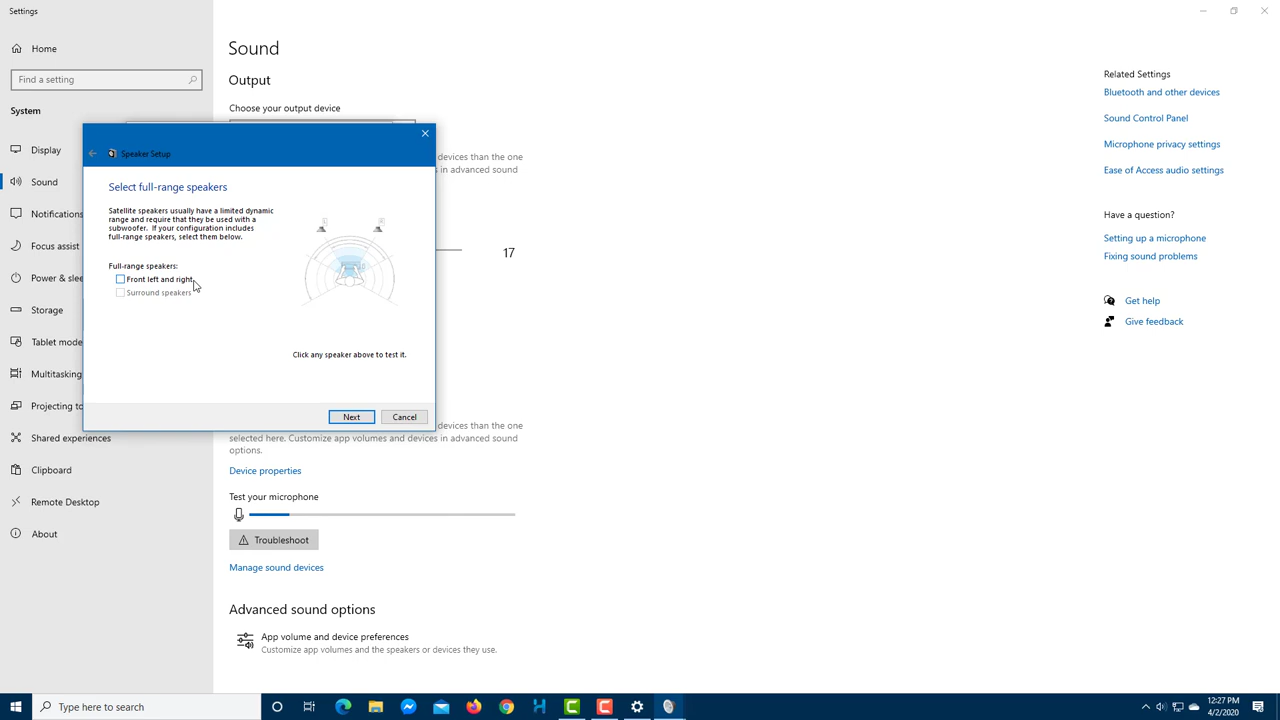 Settings
Home
Find a setting
System
Display
Sound
Notifications
Focus assist
Power & slee
Storage
Tablet mode
Multitasking
Projecting to
Shared experiences
Clipboard
Remote Desktop
About
Sound
Output
Choose your output device
devices than the one
in advanced sound
17
Speaker Setup
Select full-range speakers
Satellite speakers usually have a limited dynamic
range and require that they be used with a
subwoofer. If your configuration includes
full-range speakers, select them below.
Full-range speakers:
Front left and right
Surround speakers
Click any speaker above to test it.
Next
Cancel
devices than the one
selected here. Customize app volumes and devices in advanced sound
options.
Device properties
Test your microphone
Troubleshoot
Manage sound devices
Advanced sound options
App volume and device preferences
Customize app volumes and the speakers or devices they use.
Related Settings
Bluetooth and other devices
Sound Control Panel
Microphone privacy settings
Ease of Access audio settings
Have a question?
Setting up a microphone
Fixing sound problems
Get help
Give feedback
Type here to search
12:27 PM
4/2/2020